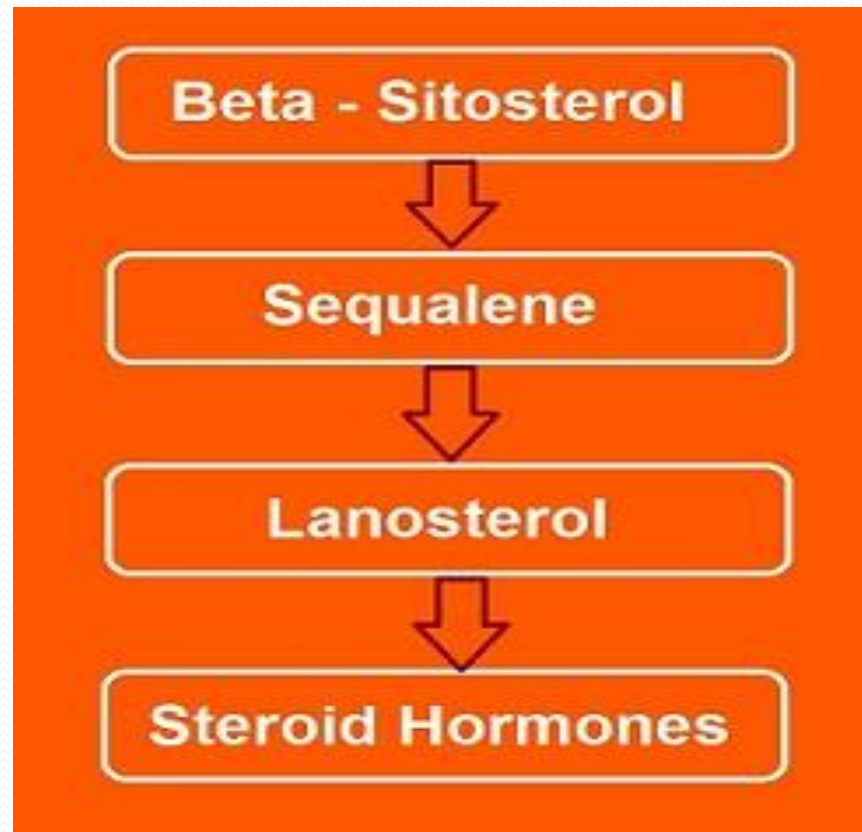 Beta - Sitosterol
Sequalene
Lanosterol
Steroid Hormones